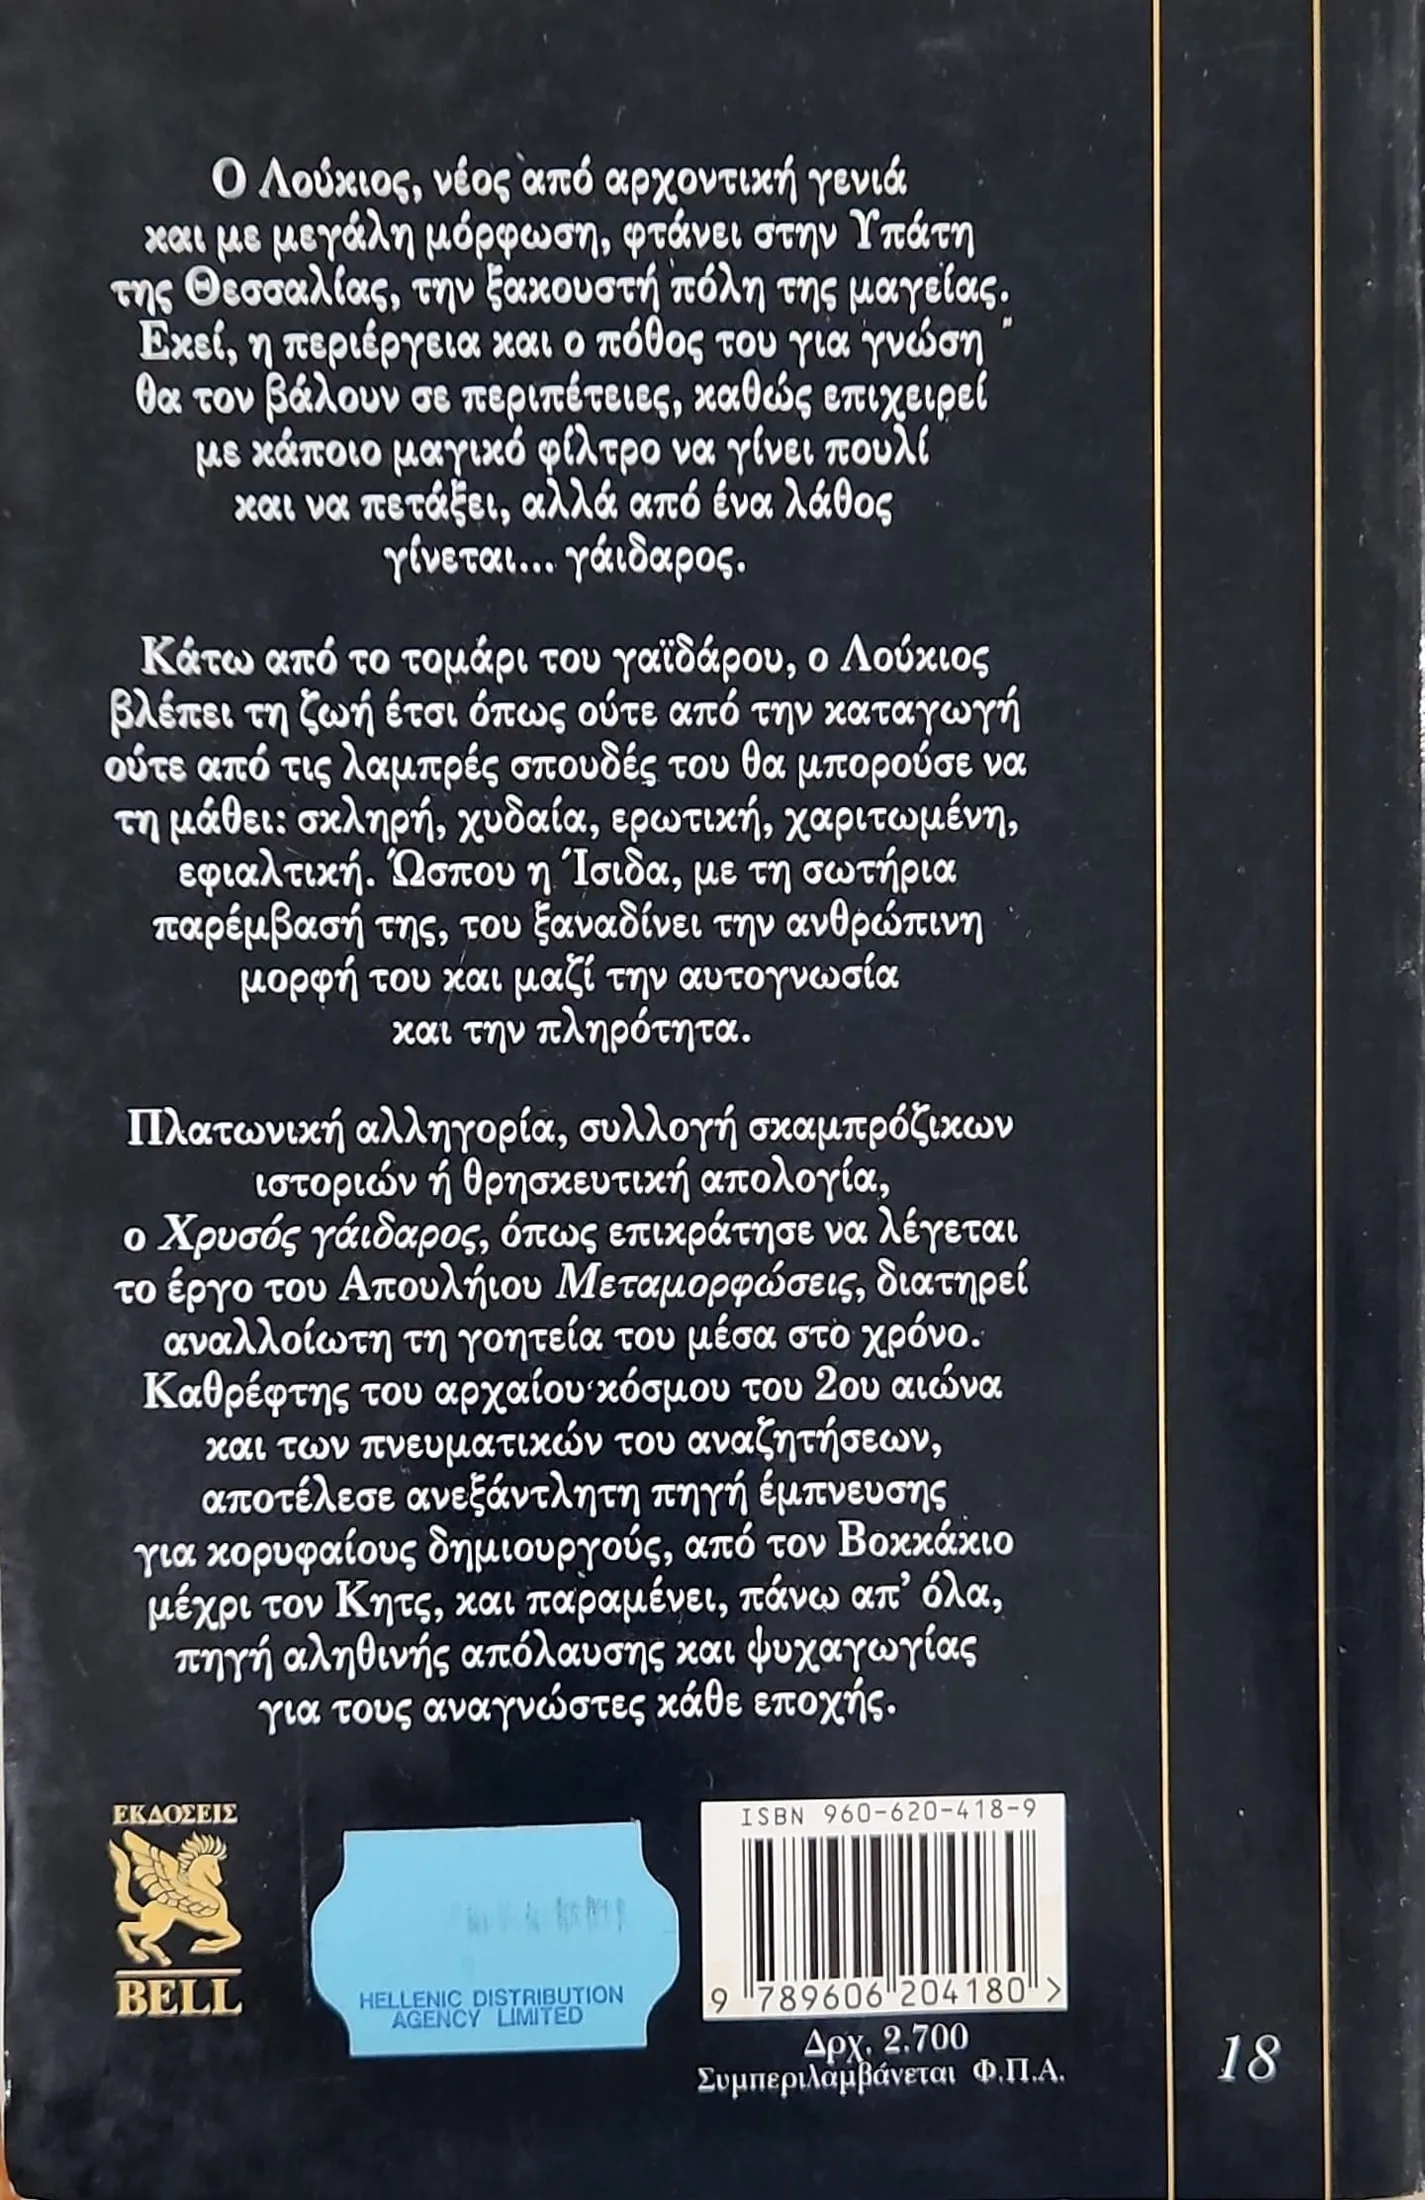 Ο Λούκιος, νέος από αρχοντική γενιά
και με μεγάλη μόρφωση, φτάνει στην Υπάτη
της Θεσσαλίας, την ξακουστή πόλη της μαγείας.
Εκεί, η περιέργεια και ο πόθος του για γνώση
θα τον βάλουν σε περιπέτειες, καθώς επιχειρεί
με κάποιο μαγικό φίλτρο να γίνει πουλί
και να πετάξει, αλλά από ένα λάθος
γίνεται... γάιδαρος.
Κάτω από το τομάρι του γαϊδάρου, ο Λούκιος
βλέπει τη ζωή έτσι όπως ούτε από την καταγωγή
ούτε από τις λαμπρές σπουδές του θα μπορούσε να
τη μάθει: σκληρή, χυδαία, ερωτική, χαριτωμένη,
εφιαλτική. Ώσπου η Ίσιδα, με τη σωτήρια
παρέμβασή της, του ξαναδίνει την ανθρώπινη
μορφή του και μαζί την αυτογνωσία
και την πληρότητα.
Πλατωνική αλληγορία, συλλογή σκαμπρόζικων
ιστοριών ή θρησκευτική απολογία,
ο Χρυσός γάιδαρος, όπως επικράτησε να λέγεται
το έργο του Απουλήιου Μεταμορφώσεις, διατηρεί
αναλλοίωτη τη γοητεία του μέσα στο χρόνο.
Καθρέφτης του αρχαίου κόσμου του 2ου αιώνα
και των πνευματικών του αναζητήσεων,
αποτέλεσε ανεξάντλητη πηγή έμπνευσης
για κορυφαίους δημιουργούς, από τον Βοκκάκιο
μέχρι τον Κητς, και παραμένει, πάνω απ' όλα,
πηγή αληθινής απόλαυσης και ψυχαγωγίας
για τους αναγνώστες κάθε εποχής.
ΕΚΔΟΣΕΙΣ
BELL
HELLENIC DISTRIBUTION
AGENCY LIMITED
ISBN 960-620-418-9
9 789606 204180 >
Δρχ. 2.700
Συμπεριλαμβάνεται Φ.Π.Α.
18